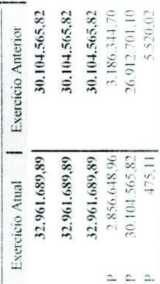 Exercício Atual Exercício Anterior
32.961.689,89 30.104.565,82
32.961.689,89 30.104.565,82
32.961.689,89 30.104.565,82
P 2.856.648,96 3.186.344,70
P 30.104.565,82 26.912.701,10
P 475,11 5.520,02